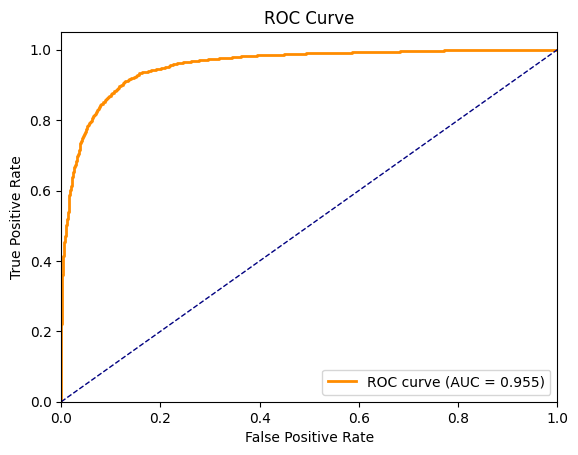 ROC Curve
True Positive Rate
1.0
0.8
0.6
0.4
0.2
0.0
0.0 0.2 0.4 0.6 0.8 1.0
False Positive Rate
ROC curve (AUC = 0.955)